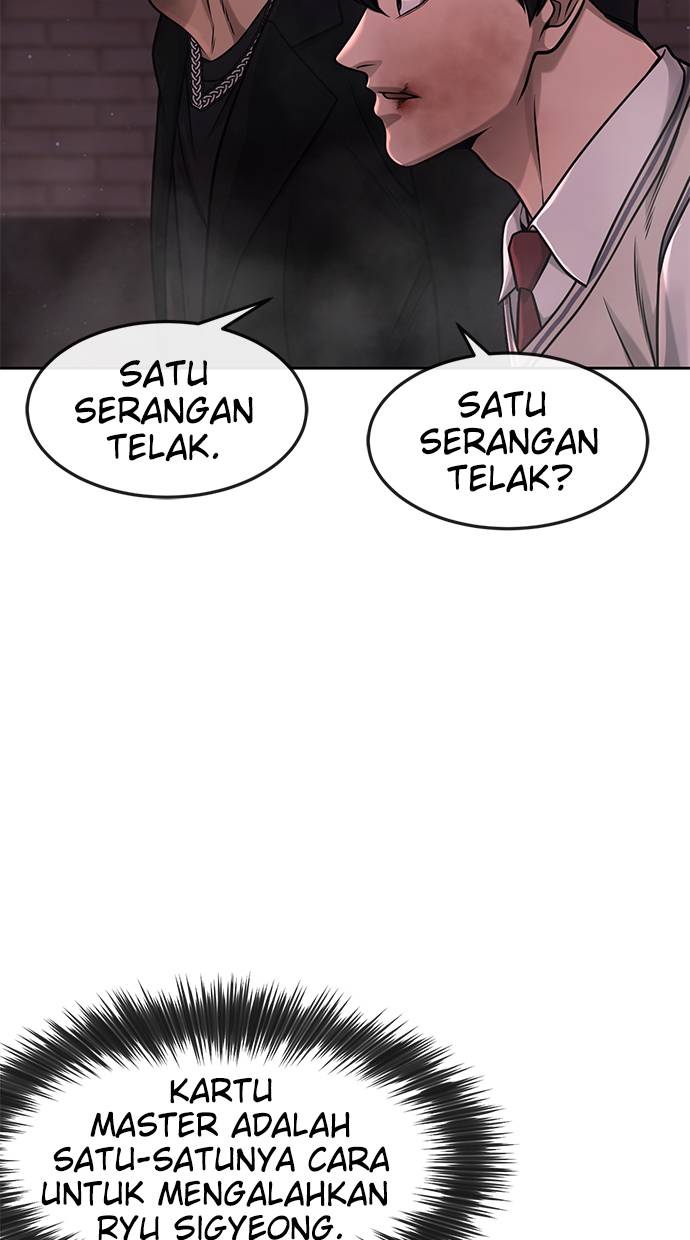 SATU
SERANGAN
TELAK.
SATU
SERANGAN
TELAK?
KARTU
MASTER ADALAH
SATU-SATUNYA CARA
UNTUK MENGALAHKAN
RYU SIGYEONG.